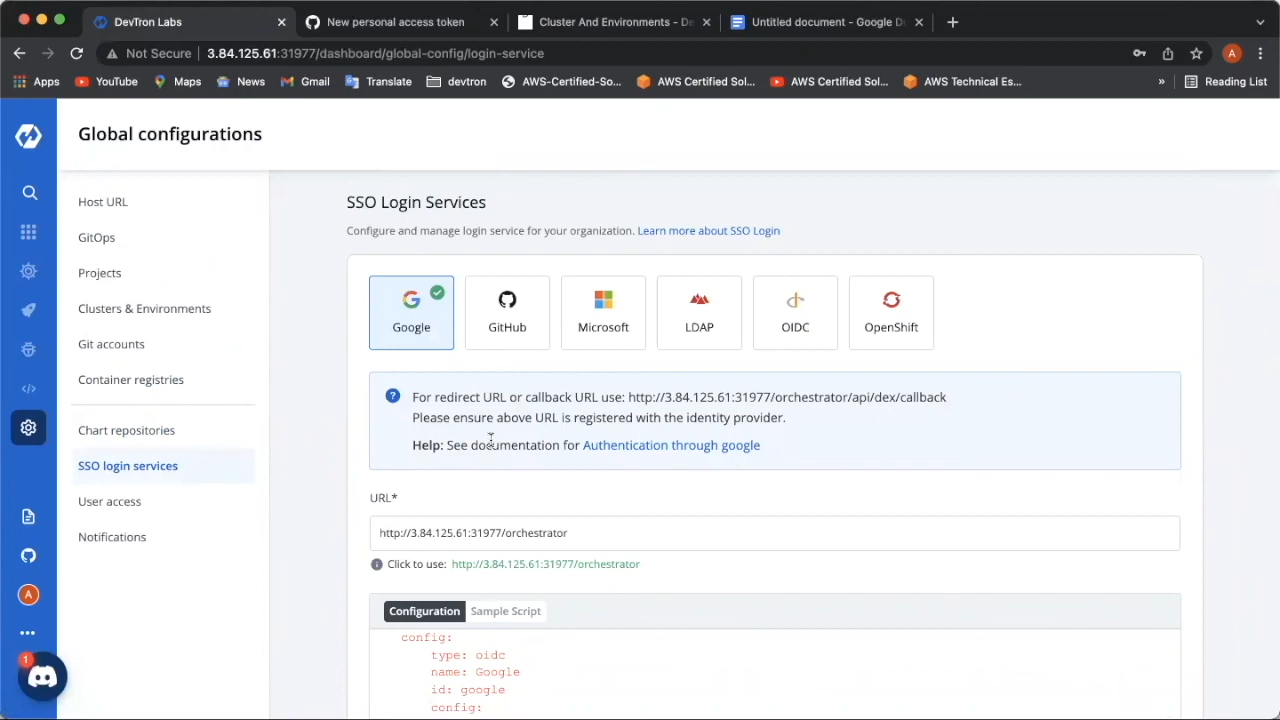 DevTron Labs
New personal access token
Cluster And Environments - De
Untitled document - Google Do
Not Secure
3.84.125.61:31977/dashboard/global-config/login-service
A
Apps
YouTube
Maps
News
Gmail
Translate
devtron
AWS-Certified-So...
AWS Certified Sol...
AWS Certified Sol...
AWS Technical Es...
»
Reading List
Global configurations
Host URL
GitOps
Projects
Clusters & Environments
Git accounts
Container registries
Chart repositories
SSO login services
User access
Notifications
A
1
SSO Login Services
Configure and manage login service for your organization. Learn more about SSO Login
Google
GitHub
Microsoft
LDAP
OIDC
OpenShift
For redirect URL or callback URL use: http://3.84.125.61:31977/orchestrator/api/dex/callback
Please ensure above URL is registered with the identity provider.
Help: See documentation for Authentication through google
URL*
http://3.84.125.61:31977/orchestrator
Click to use: http://3.84.125.61:31977/orchestrator
Configuration
Sample Script
config:
type: oidc
name: Google
id: google
config: